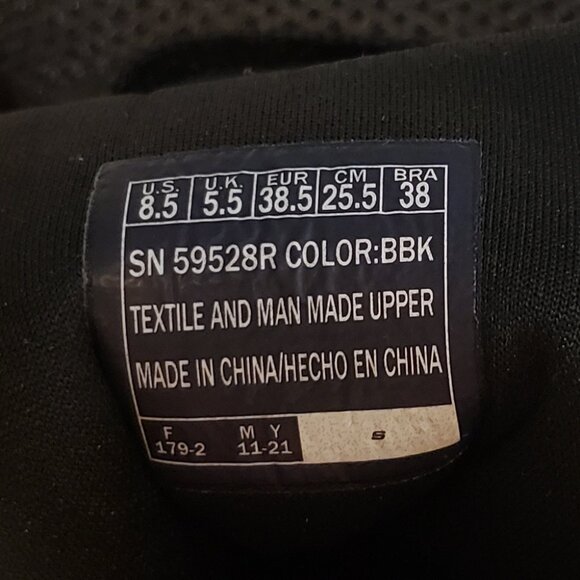 U.S. U.K. EUR CM BRA
8.5 5.5 38.5 25.5 38
SN 59528R COLOR:BBK
TEXTILE AND MAN MADE UPPER
MADE IN CHINA/HECHO EN CHINA
F M Y
179-2 11-21 S